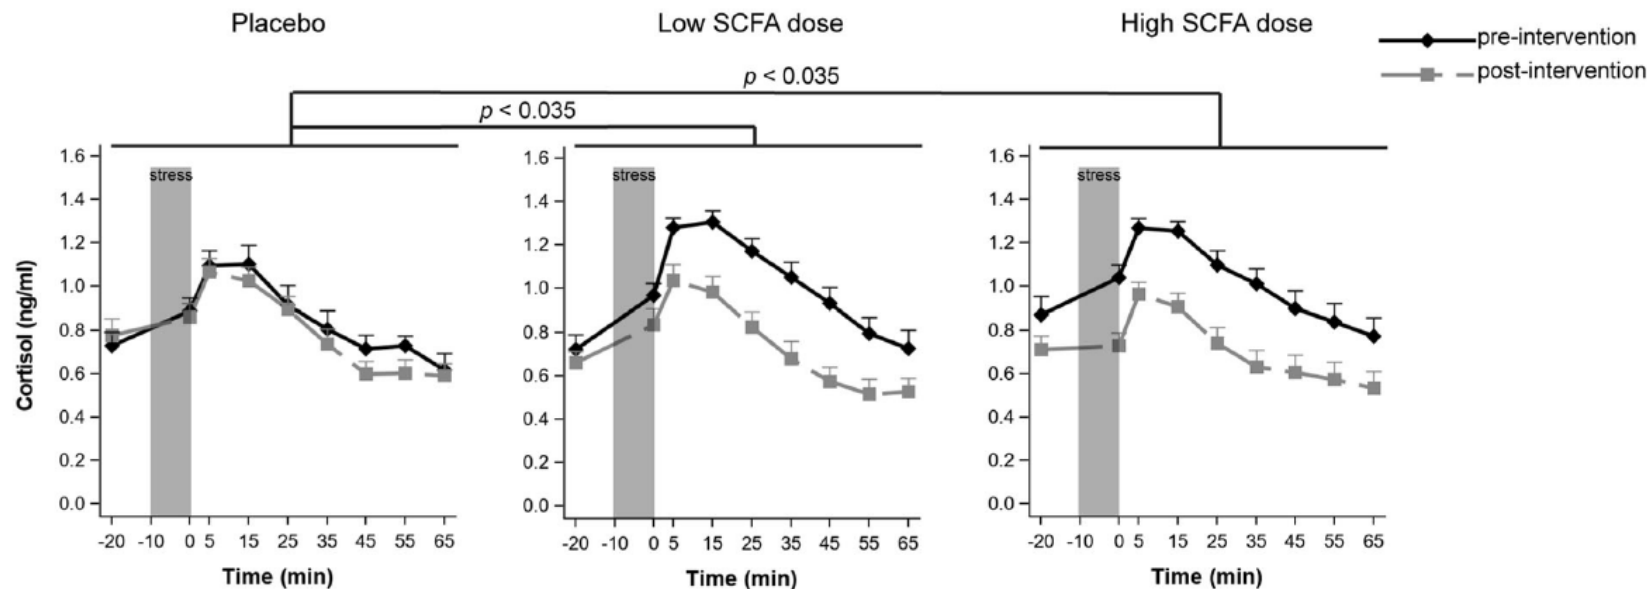 Placebo
Low SCFA dose
High SCFA dose
pre-intervention
post-intervention
p < 0.035
p < 0.035
Cortisol (ng/ml)
1.6
1.4
1.2
1.0
0.8
0.6
0.4
0.2
0.0
stress
-20 -10 0 5 15 25 35 45 55 65
Time (min)
1.6
1.4
1.2
1.0
0.8
0.6
0.4
0.2
0.0
stress
-20 -10 0 5 15 25 35 45 55 65
Time (min)
1.6
1.4
1.2
1.0
0.8
0.6
0.4
0.2
0.0
stress
-20 -10 0 5 15 25 35 45 55 65
Time (min)